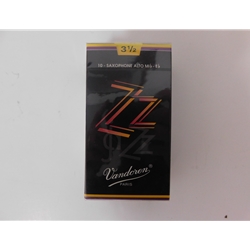 3½
10 - SAXOPHONE ALTO MIb - Eb
ZZ
Vandoren®
PARIS